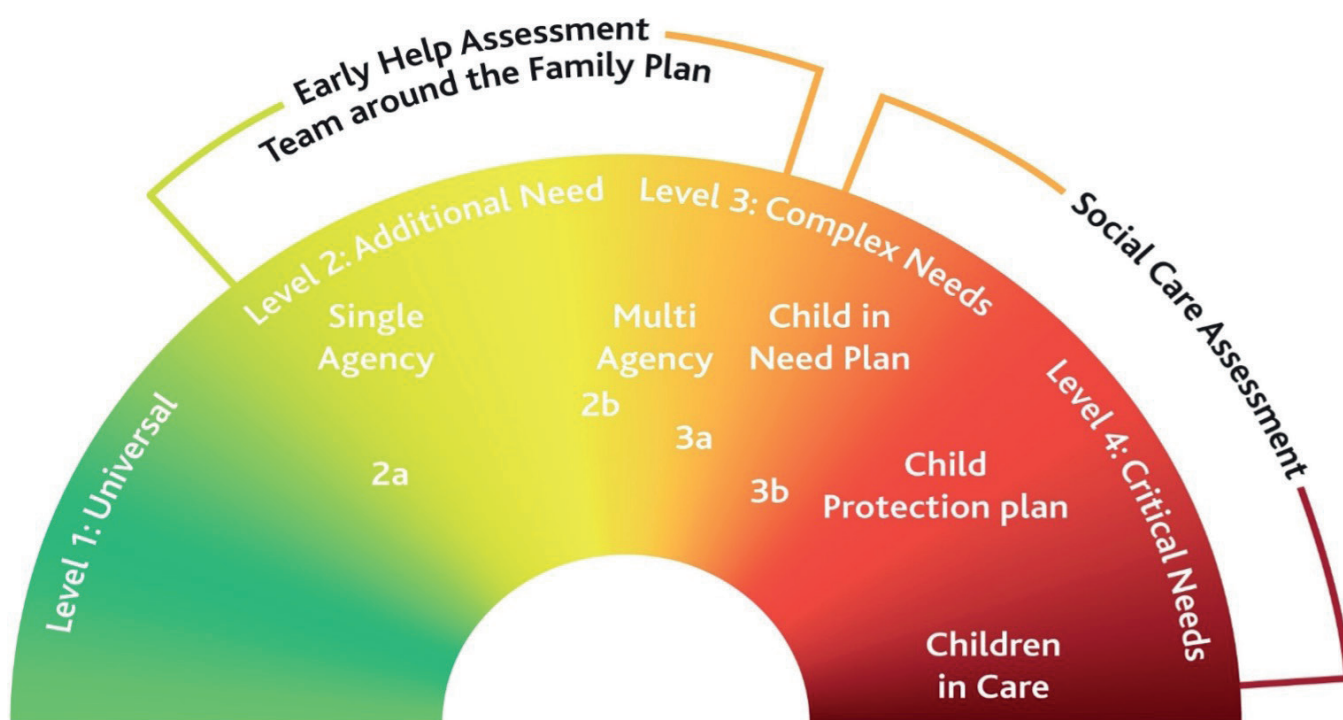 Early Help Assessment
Team around the Family Plan
Social Care Assessment
Level 1: Universal
Level 2: Additional Need
Level 3: Complex Needs
Level 4: Critical Needs
Single
Agency
2a
Multi
Agency
2b
3a
Child in
Need Plan
3b
Child
Protection plan
Children
in Care